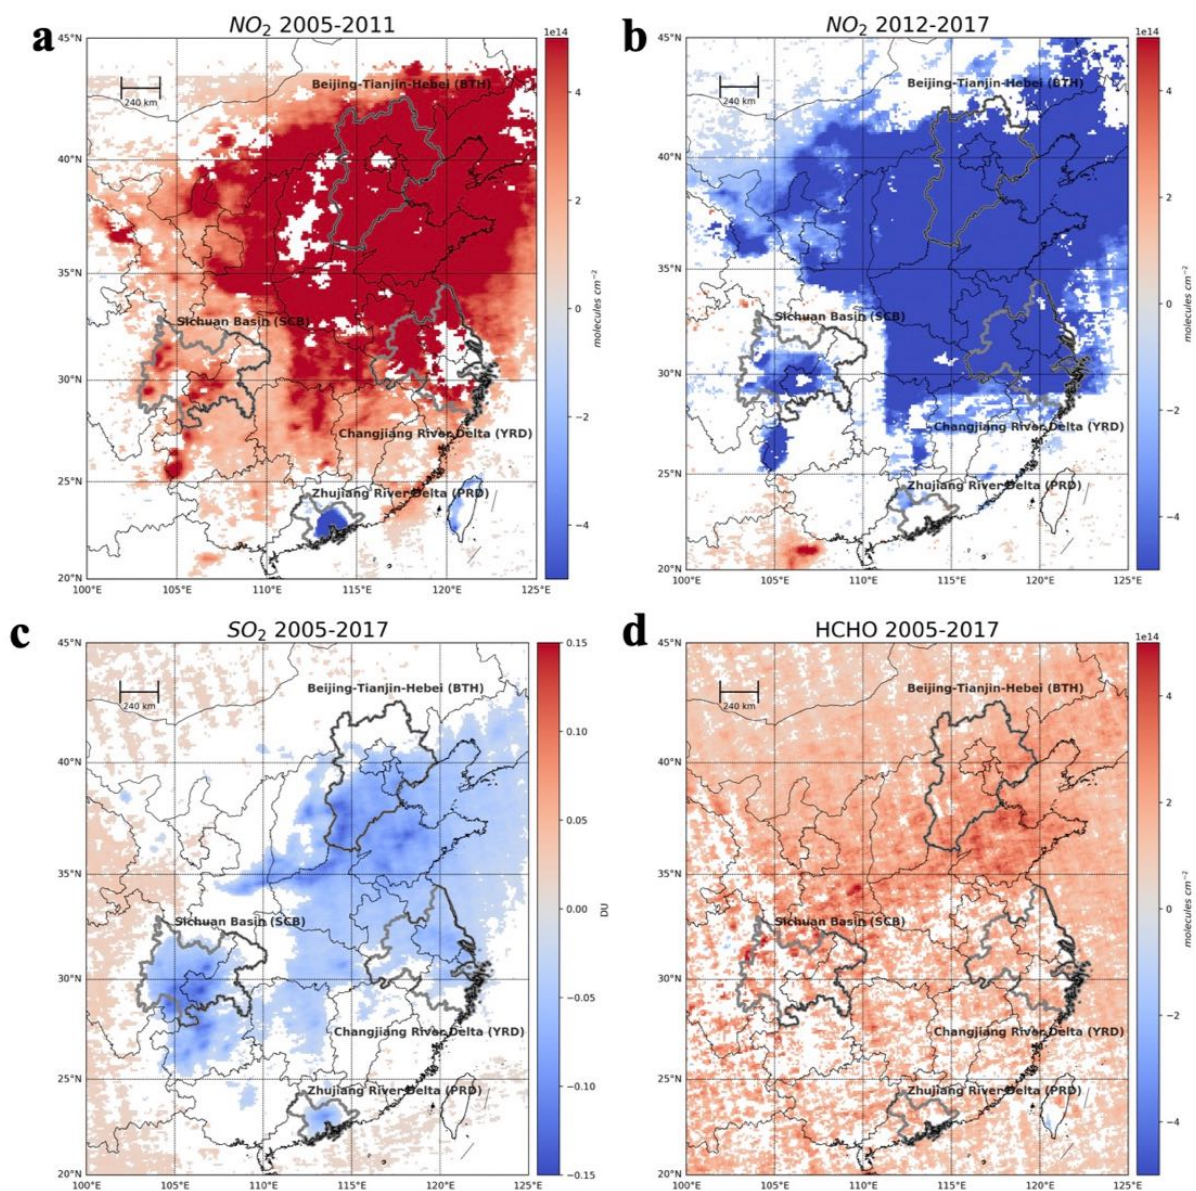 a
NO₂ 2005-2011
1e14
45°N
40°N
35°N
30°N
25°N
20°N
100°E 105°E 110°E 115°E 120°E 125°E
240 km
Beijing-Tianjin-Hebei (BTH)
Sichuan Basin (SCB)
Changjiang River Delta (YRD)
Zhujiang River Delta (PRD)
4
2
0
−2
−4
molecules cm⁻²
b
NO₂ 2012-2017
1e14
45°N
40°N
35°N
30°N
25°N
20°N
100°E 105°E 110°E 115°E 120°E 125°E
240 km
Beijing-Tianjin-Hebei (BTH)
Sichuan Basin (SCB)
Changjiang River Delta (YRD)
Zhujiang River Delta (PRD)
4
2
0
−2
−4
molecules cm⁻²
c
SO₂ 2005-2017
45°N
40°N
35°N
30°N
25°N
20°N
100°E 105°E 110°E 115°E 120°E 125°E
240 km
Beijing-Tianjin-Hebei (BTH)
Sichuan Basin (SCB)
Changjiang River Delta (YRD)
Zhujiang River Delta (PRD)
0.15
0.10
0.05
0.00
−0.05
−0.10
−0.15
DU
d
HCHO 2005-2017
1e14
45°N
40°N
35°N
30°N
25°N
20°N
100°E 105°E 110°E 115°E 120°E 125°E
240 km
Beijing-Tianjin-Hebei (BTH)
Sichuan Basin (SCB)
Changjiang River Delta (YRD)
Zhujiang River Delta (PRD)
4
2
0
−2
−4
molecules cm⁻²